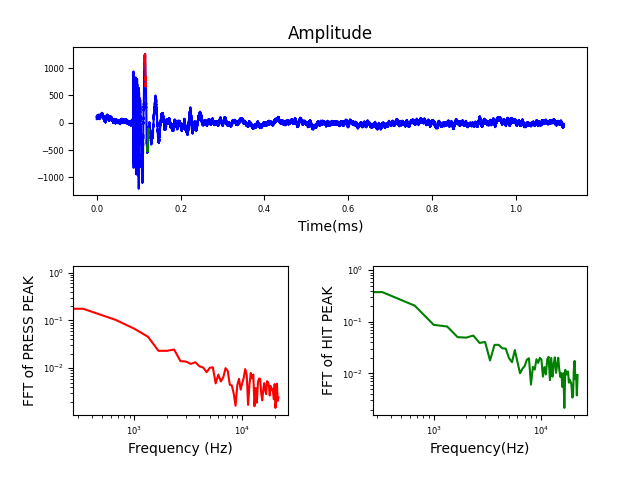 Amplitude
1000
500
0
−500
−1000
0.0 0.2 0.4 0.6 0.8 1.0
Time(ms)
FFT of PRESS PEAK
10⁰
10⁻¹
10⁻²
10³ 10⁴
Frequency (Hz)
FFT of HIT PEAK
10⁰
10⁻¹
10⁻²
10³ 10⁴
Frequency(Hz)